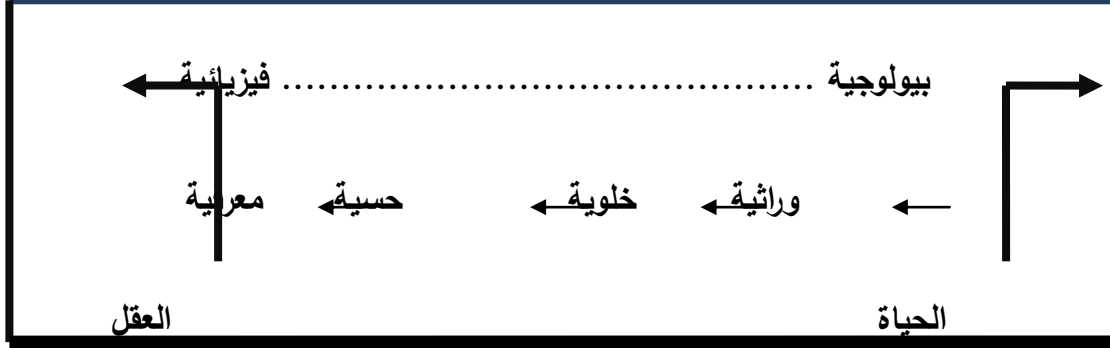 بيولوجية ............................................ فيزيائية
وراثية خلوية حسية معرفية
الحياة العقل